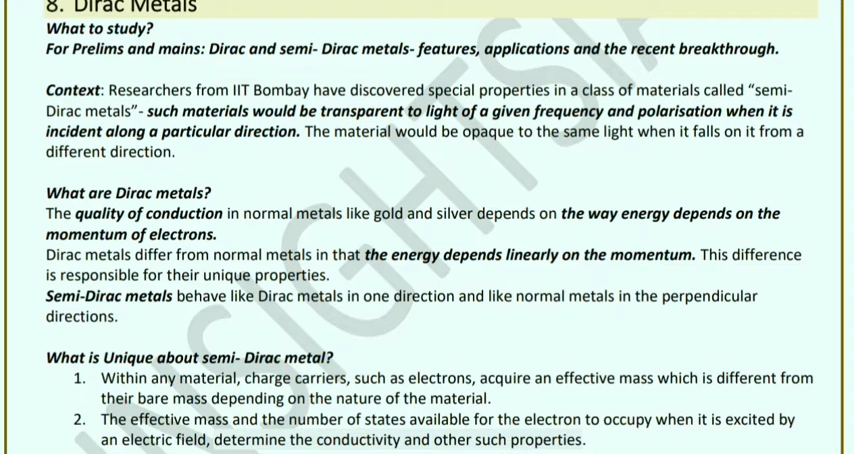 8. Dirac Metals
What to study?
For Prelims and mains: Dirac and semi- Dirac metals- features, applications and the recent breakthrough.
Context: Researchers from IIT Bombay have discovered special properties in a class of materials called “semi-
Dirac metals”- such materials would be transparent to light of a given frequency and polarisation when it is
incident along a particular direction. The material would be opaque to the same light when it falls on it from a
different direction.
What are Dirac metals?
The quality of conduction in normal metals like gold and silver depends on the way energy depends on the
momentum of electrons.
Dirac metals differ from normal metals in that the energy depends linearly on the momentum. This difference
is responsible for their unique properties.
Semi-Dirac metals behave like Dirac metals in one direction and like normal metals in the perpendicular
directions.
What is Unique about semi- Dirac metal?
1. Within any material, charge carriers, such as electrons, acquire an effective mass which is different from
their bare mass depending on the nature of the material.
2. The effective mass and the number of states available for the electron to occupy when it is excited by
an electric field, determine the conductivity and other such properties.
INSIGHTSIA